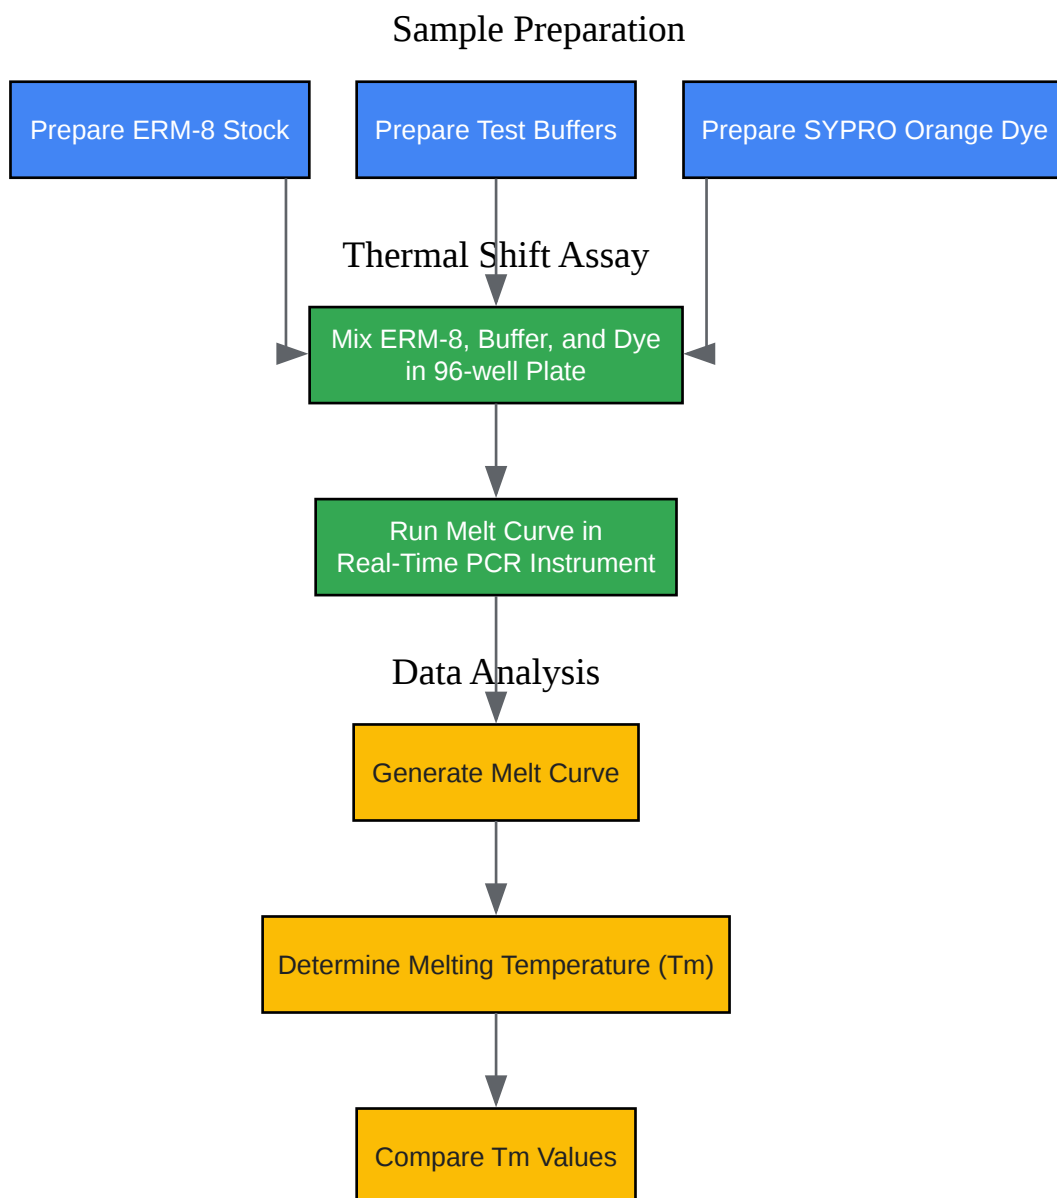 Sample Preparation
Prepare ERM-8 Stock
Prepare Test Buffers
Prepare SYPRO Orange Dye
Thermal Shift Assay
Mix ERM-8, Buffer, and Dye
in 96-well Plate
Run Melt Curve in
Real-Time PCR Instrument
Data Analysis
Generate Melt Curve
Determine Melting Temperature (Tm)
Compare Tm Values